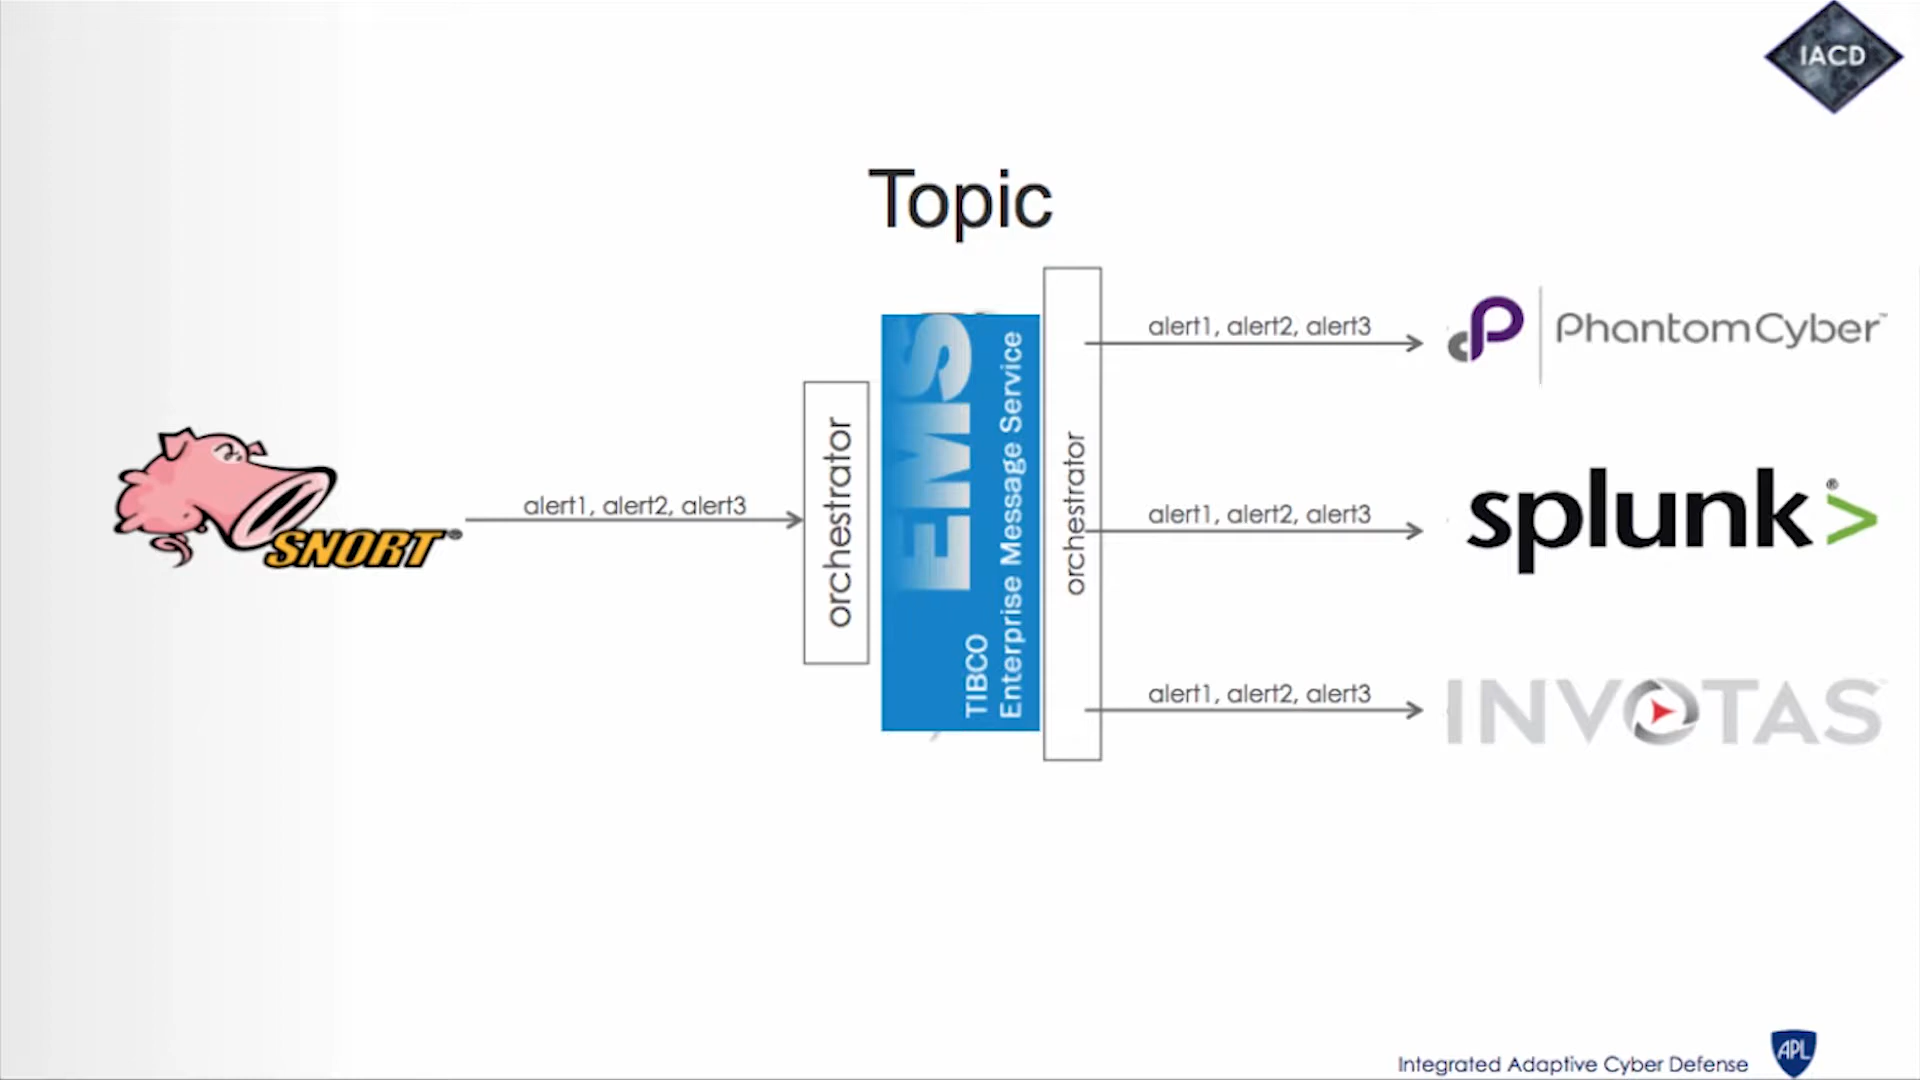 IACD
Topic
alert1, alert2, alert3
PhantomCyber™
orchestrator
EMS
TIBCO
Enterprise Message Service
orchestrator
SNORT®
alert1, alert2, alert3
alert1, alert2, alert3
splunk®>
alert1, alert2, alert3
INVOTAS
Integrated Adaptive Cyber Defense
APL